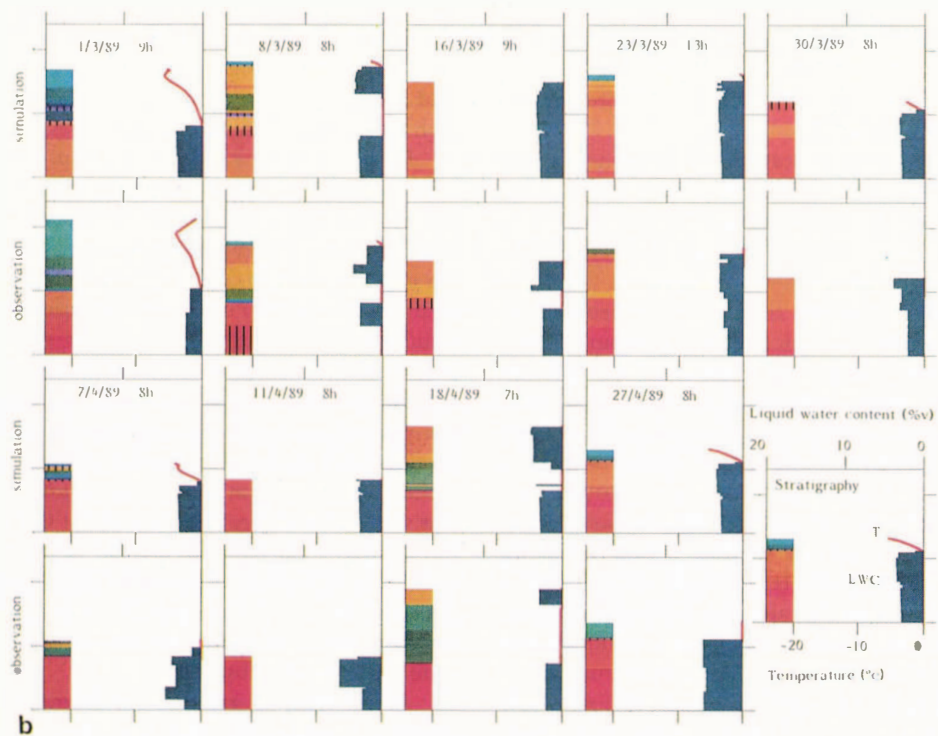 1/3/89 9h
8/3/89 8h
16/3/89 9h
23/3/89 13h
30/3/89 8h
simulation
observation
7/4/89 8h
11/4/89 8h
18/4/89 7h
27/4/89 8h
simulation
Liquid water content (%v)
20 10 0
Stratigraphy
T
LWC
-20 -10 0
Temperature (°c)
observation
b